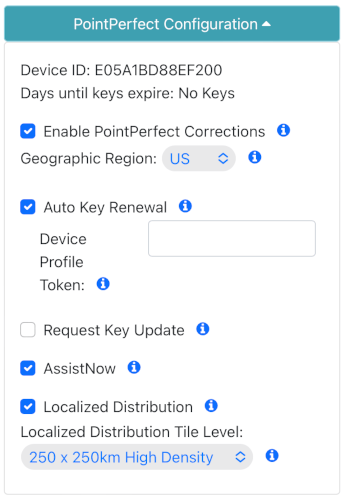 PointPerfect Configuration
Device ID: E05A1BD88EF200
Days until keys expire: No Keys
Enable PointPerfect Corrections
Geographic Region: US
Auto Key Renewal
Device
Profile
Token:
Request Key Update
AssistNow
Localized Distribution
Localized Distribution Tile Level:
250 x 250km High Density